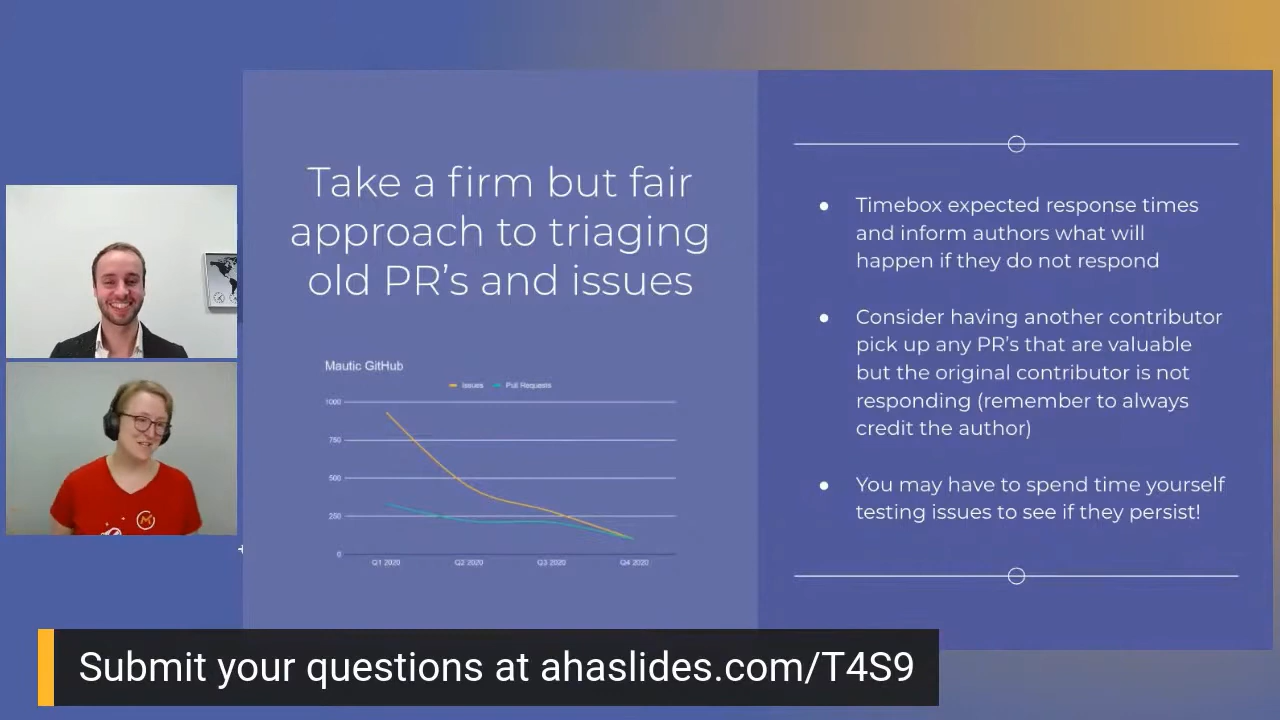 Take a firm but fair
approach to triaging
old PR's and issues
Mautic GitHub
Issues Pull Requests
1000
750
500
250
0
Q1 2020 Q2 2020 Q3 2020 Q4 2020
● Timebox expected response times
and inform authors what will
happen if they do not respond
● Consider having another contributor
pick up any PR's that are valuable
but the original contributor is not
responding (remember to always
credit the author)
● You may have to spend time yourself
testing issues to see if they persist!
Submit your questions at ahaslides.com/T4S9